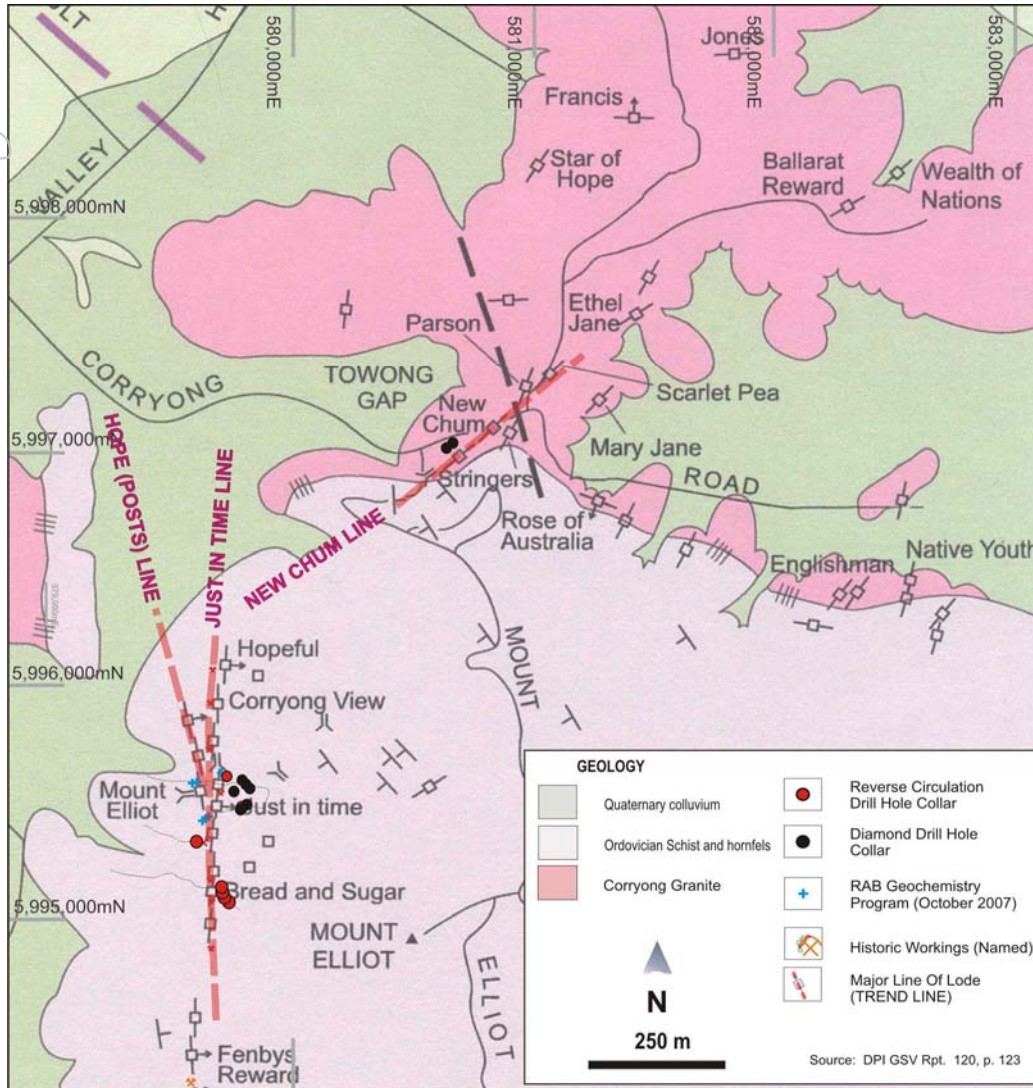 580,000mE
581,000mE
582,000mE
583,000mE
Jones
Francis
Star of
Hope
Ballarat
Reward
Wealth of
Nations
VALLEY
5,998,000mN
Ethel
Jane
Parson
CORRYONG
TOWONG
GAP
Scarlet Pea
New
Chum
Mary Jane
5,997,000mN
Stringers
ROAD
HOPE (POSTS) LINE
JUST IN TIME LINE
NEW CHUM LINE
Rose of
Australia
Englishman
Native Youth
MOUNT
Hopeful
5,996,000mN
Corryong View
Mount
Elliot
Just in time
Bread and Sugar
5,995,000mN
MOUNT
ELLIOT
ELLIOT
Fenbys
Reward
GEOLOGY
Quaternary colluvium
Ordovician Schist and hornfels
Corryong Granite
Reverse Circulation
Drill Hole Collar
Diamond Drill Hole
Collar
RAB Geochemistry
Program (October 2007)
Historic Workings (Named)
Major Line Of Lode
(TREND LINE)
N
250 m
Source: DPI GSV Rpt. 120, p. 123